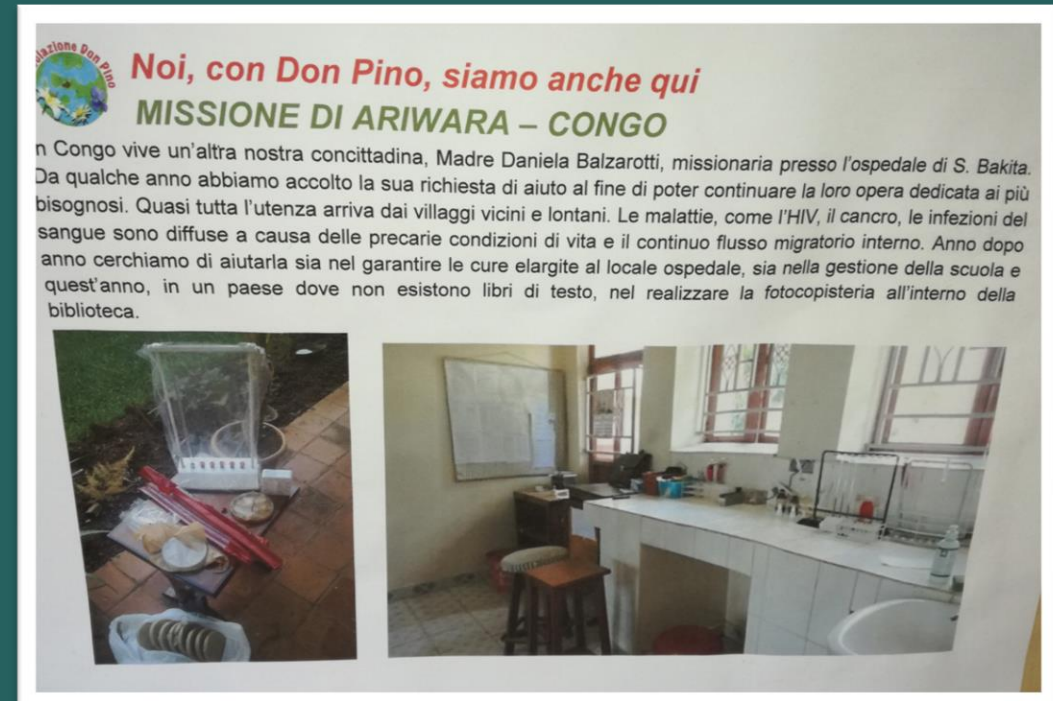 azione Don Pino
Noi, con Don Pino, siamo anche qui
MISSIONE DI ARIWARA – CONGO
n Congo vive un'altra nostra concittadina, Madre Daniela Balzarotti, missionaria presso l'ospedale di S. Bakita.
Da qualche anno abbiamo accolto la sua richiesta di aiuto al fine di poter continuare la loro opera dedicata ai più
bisognosi. Quasi tutta l'utenza arriva dai villaggi vicini e lontani. Le malattie, come l'HIV, il cancro, le infezioni del
sangue sono diffuse a causa delle precarie condizioni di vita e il continuo flusso migratorio interno. Anno dopo
anno cerchiamo di aiutarla sia nel garantire le cure elargite al locale ospedale, sia nella gestione della scuola e
quest'anno, in un paese dove non esistono libri di testo, nel realizzare la fotocopisteria all'interno della
biblioteca.